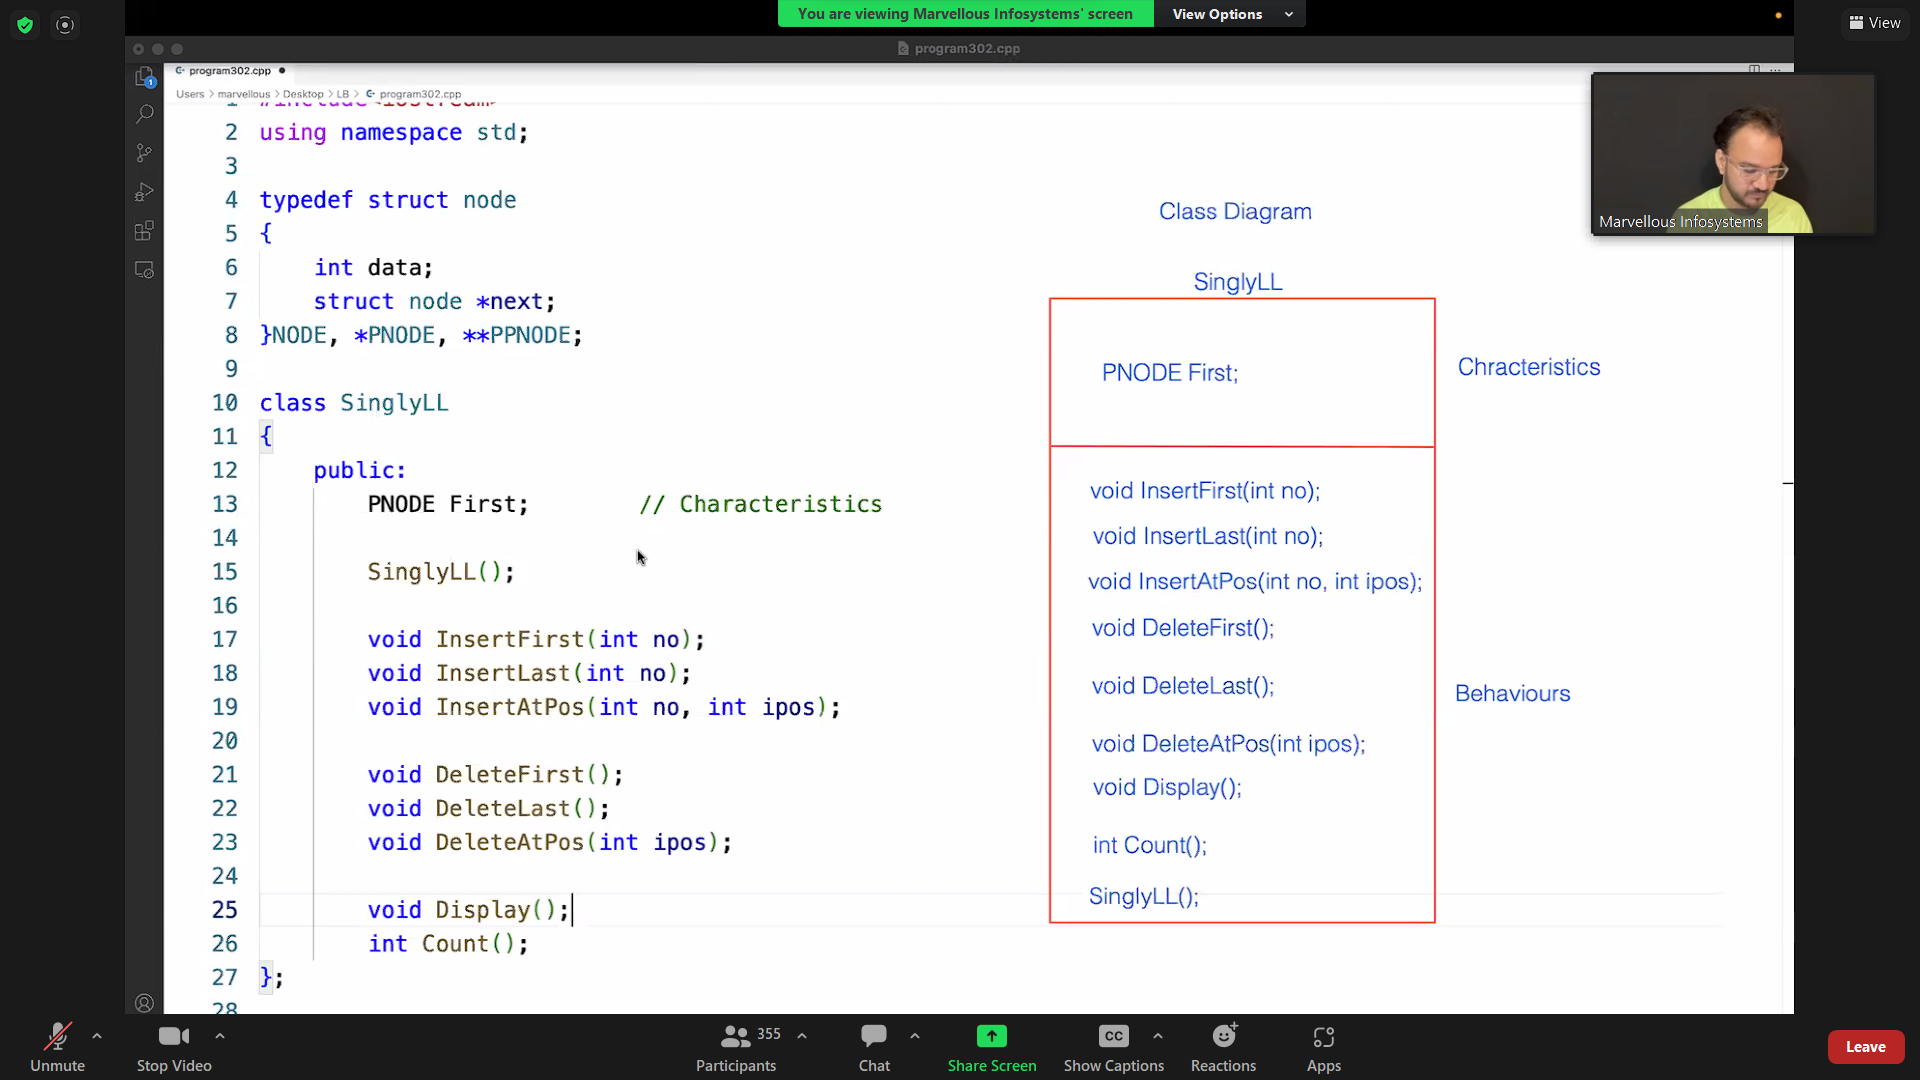 You are viewing Marvellous Infosystems' screen
View Options
View
program302.cpp
program302.cpp
Users > marvellous > Desktop > LB > program302.cpp
1 #include<iostream>
2 using namespace std;
3
4 typedef struct node
5 {
6 int data;
7 struct node *next;
8 }NODE, *PNODE, **PPNODE;
9
10 class SinglyLL
11 {
12 public:
13 PNODE First; // Characteristics
14
15 SinglyLL();
16
17 void InsertFirst(int no);
18 void InsertLast(int no);
19 void InsertAtPos(int no, int ipos);
20
21 void DeleteFirst();
22 void DeleteLast();
23 void DeleteAtPos(int ipos);
24
25 void Display();
26 int Count();
27 };
28
Class Diagram
SinglyLL
PNODE First;
Chracteristics
void InsertFirst(int no);
void InsertLast(int no);
void InsertAtPos(int no, int ipos);
void DeleteFirst();
void DeleteLast();
Behaviours
void DeleteAtPos(int ipos);
void Display();
int Count();
SinglyLL();
Marvellous Infosystems
1
Unmute
Stop Video
355
Participants
Chat
Share Screen
CC
Show Captions
Reactions
Apps
Leave